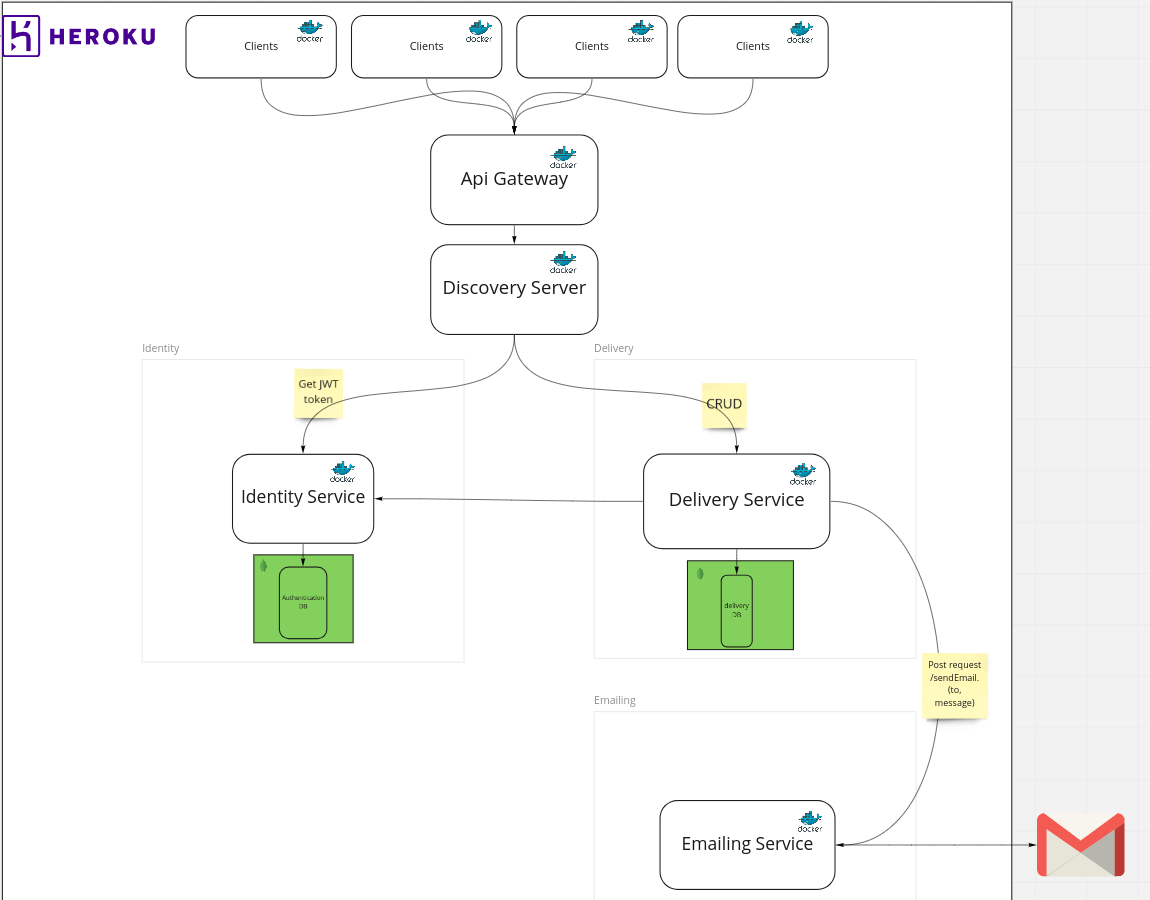 HEROKU
docker
Clients
docker
Clients
docker
Clients
docker
Clients
docker
Api Gateway
docker
Discovery Server
Identity
Delivery
Get JWT
token
CRUD
docker
Identity Service
docker
Delivery Service
Authentication
DB
delivery
DB
Post request
/sendEmail.
(to,
message)
Emailing
docker
Emailing Service